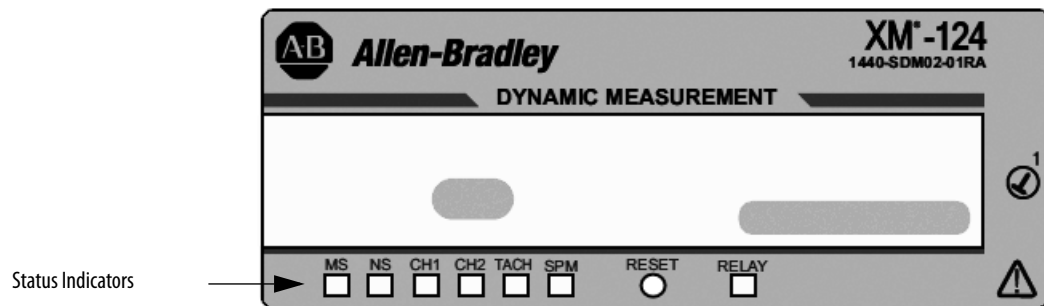 A·B Allen-Bradley
XM®-124
1440-SDM02-01RA
DYNAMIC MEASUREMENT
1
Status Indicators
MS NS CH1 CH2 TACH SPM RESET RELAY